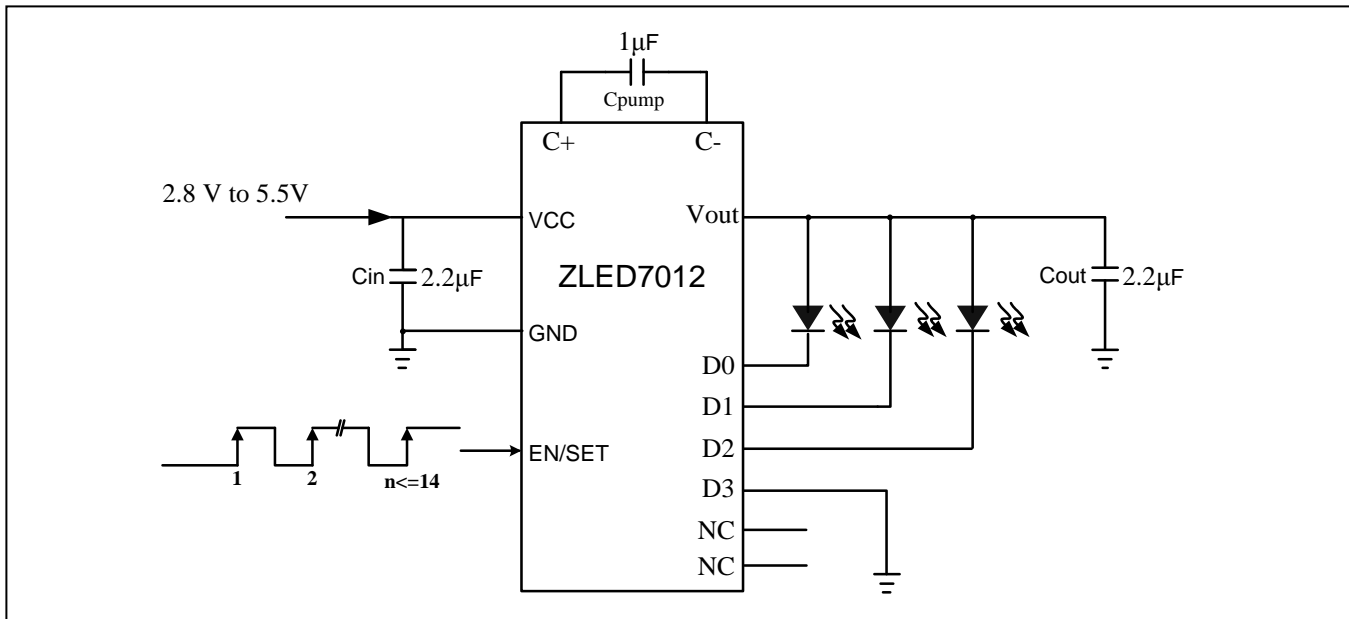 1μF
Cpump
C+ C-
2.8 V to 5.5V
VCC Vout
Cin 2.2μF
ZLED7012
Cout 2.2μF
GND
D0
D1
EN/SET
D2
1 2 n<=14
D3
NC
NC